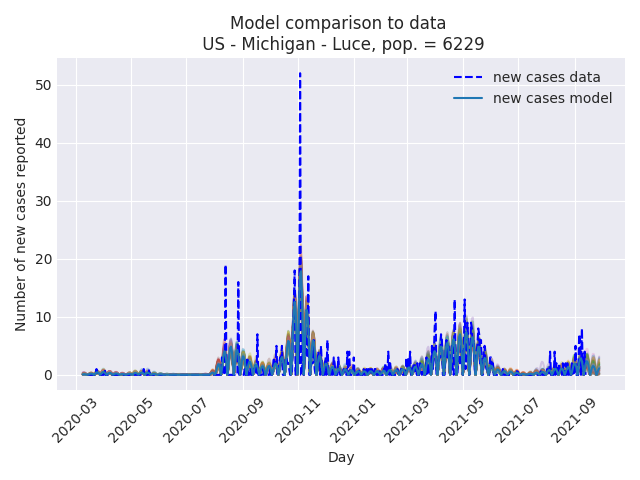 Model comparison to data
US - Michigan - Luce, pop. = 6229
new cases data
new cases model
Number of new cases reported
50
40
30
20
10
0
2020-03
2020-05
2020-07
2020-09
2020-11
2021-01
2021-03
2021-05
2021-07
2021-09
Day